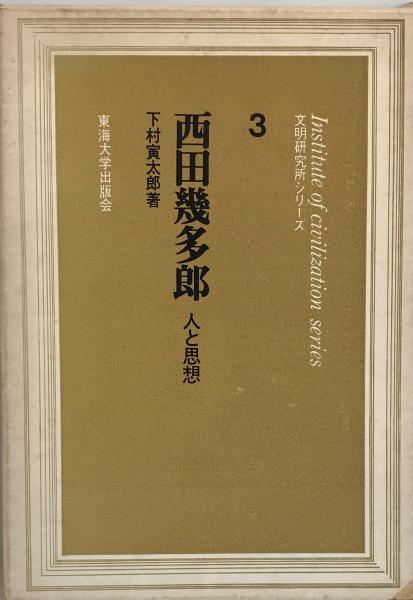 Institute of civilization series
文明研究所シリーズ
3
西田幾多郎 人と思想
下村寅太郎著
東海大学出版会